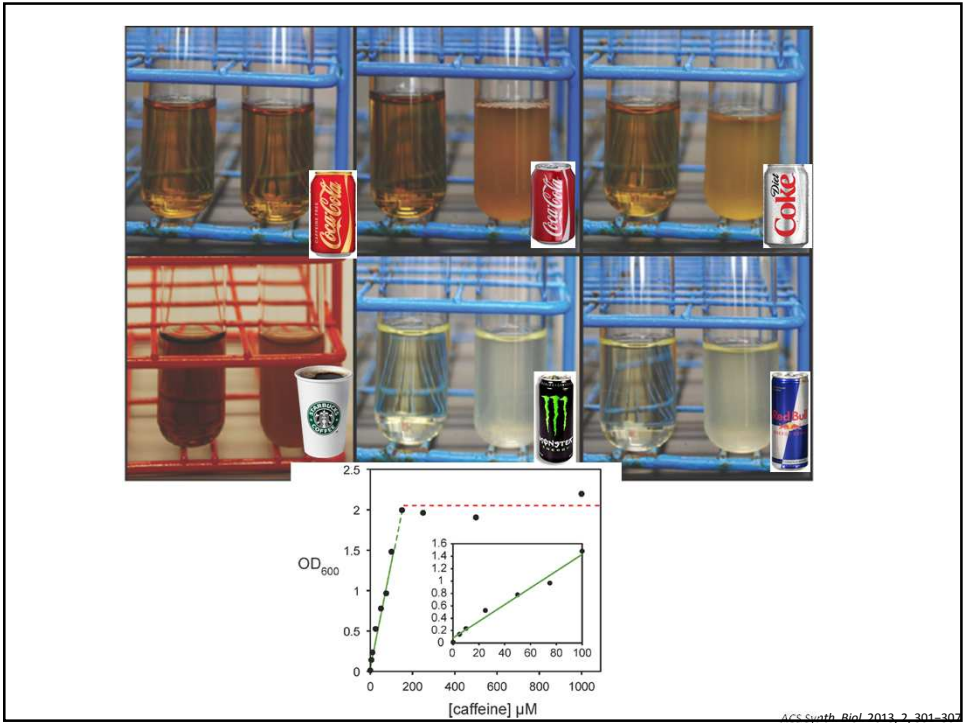 CAFFEINE FREE
Coca-Cola
Coca-Cola
Diet
Coke
STARBUCKS
COFFEE
MONSTER
ENERGY
RedBull
2.5
2
1.5
1
0.5
0
OD600
0 200 400 600 800 1000
[caffeine] µM
1.6
1.4
1.2
1
0.8
0.6
0.4
0.2
0
0 20 40 60 80 100
ACS Synth. Biol. 2013, 2, 301–307